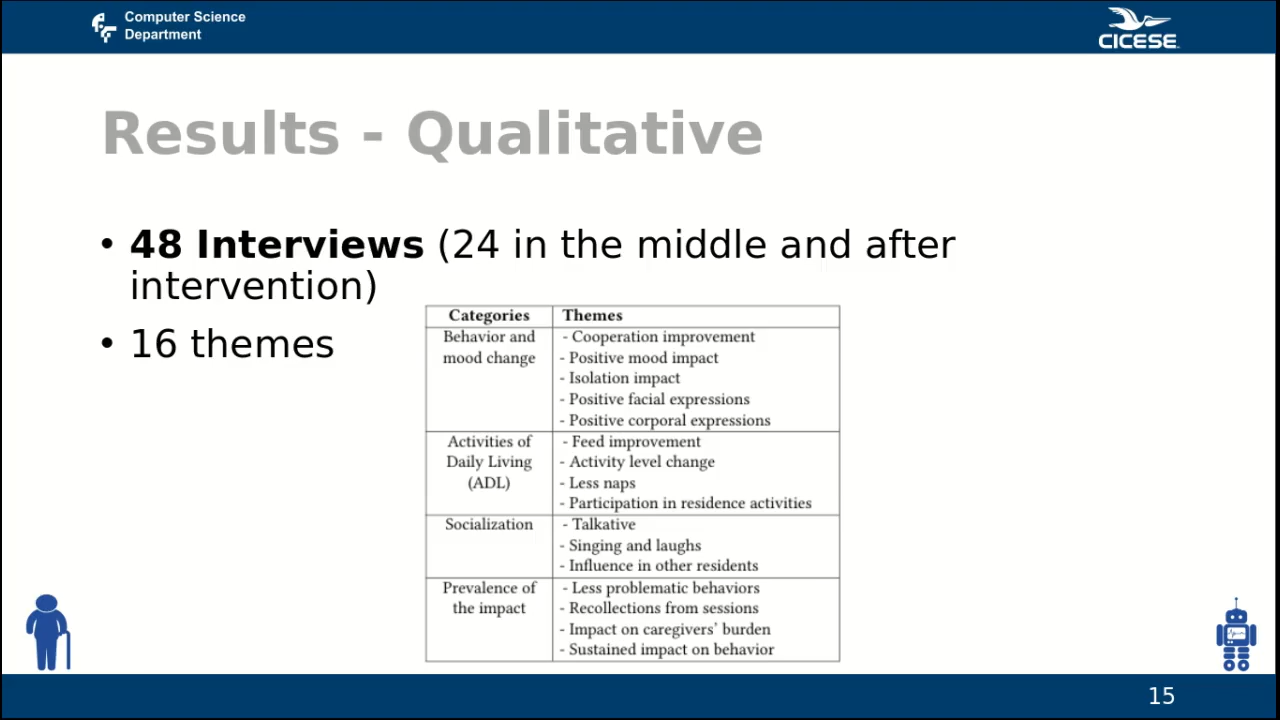 Computer Science
Department
CICESE
Results - Qualitative
• 48 Interviews (24 in the middle and after
intervention)
• 16 themes
Categories Themes
Behavior and - Cooperation improvement
mood change - Positive mood impact
- Isolation impact
- Positive facial expressions
- Positive corporal expressions
Activities of - Feed improvement
Daily Living - Activity level change
(ADL) - Less naps
- Participation in residence activities
Socialization - Talkative
- Singing and laughs
- Influence in other residents
Prevalence of - Less problematic behaviors
the impact - Recollections from sessions
- Impact on caregivers' burden
- Sustained impact on behavior
15